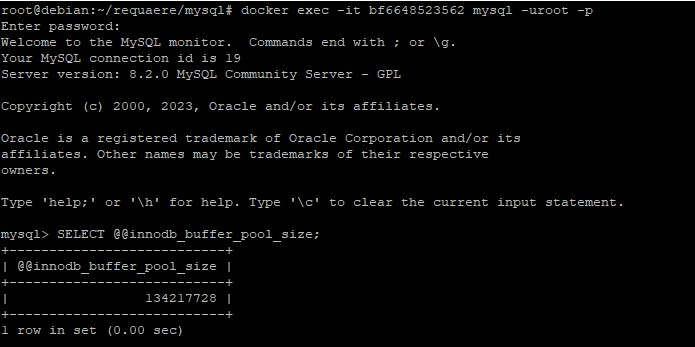 root@debian:~/requaere/mysql# docker exec -it bf6648523562 mysql -uroot -p
Enter password:
Welcome to the MySQL monitor.  Commands end with ; or \g.
Your MySQL connection id is 19
Server version: 8.2.0 MySQL Community Server - GPL

Copyright (c) 2000, 2023, Oracle and/or its affiliates.

Oracle is a registered trademark of Oracle Corporation and/or its
affiliates. Other names may be trademarks of their respective
owners.

Type 'help;' or '\h' for help. Type '\c' to clear the current input statement.

mysql> SELECT @@innodb_buffer_pool_size;
+---------------------------+
| @@innodb_buffer_pool_size |
+---------------------------+
|                 134217728 |
+---------------------------+
1 row in set (0.00 sec)